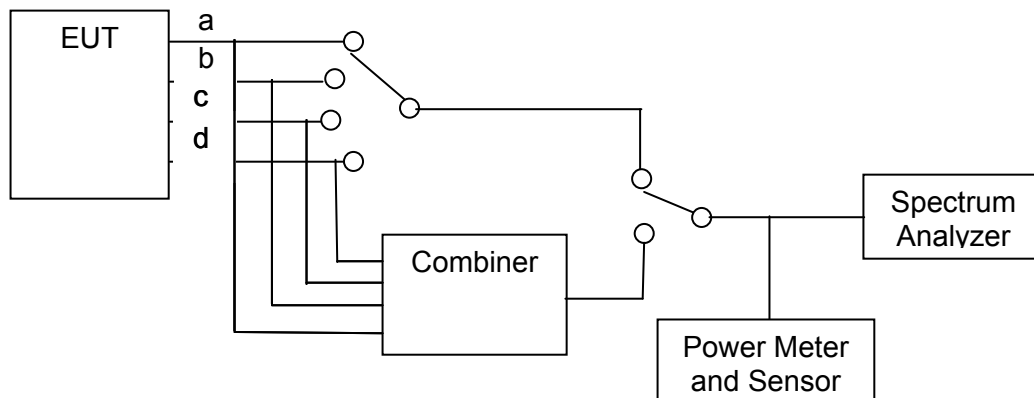 EUT
a
b
c
d
Combiner
Spectrum
Analyzer
Power Meter
and Sensor